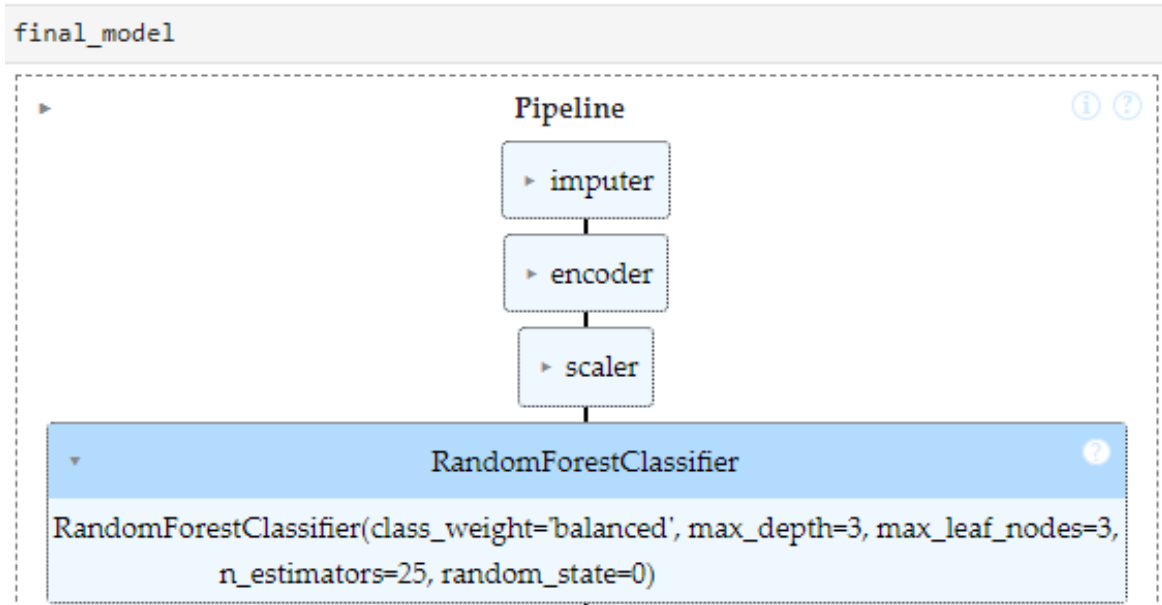 final_model
Pipeline
imputer
encoder
scaler
RandomForestClassifier
RandomForestClassifier(class_weight='balanced', max_depth=3, max_leaf_nodes=3,
n_estimators=25, random_state=0)